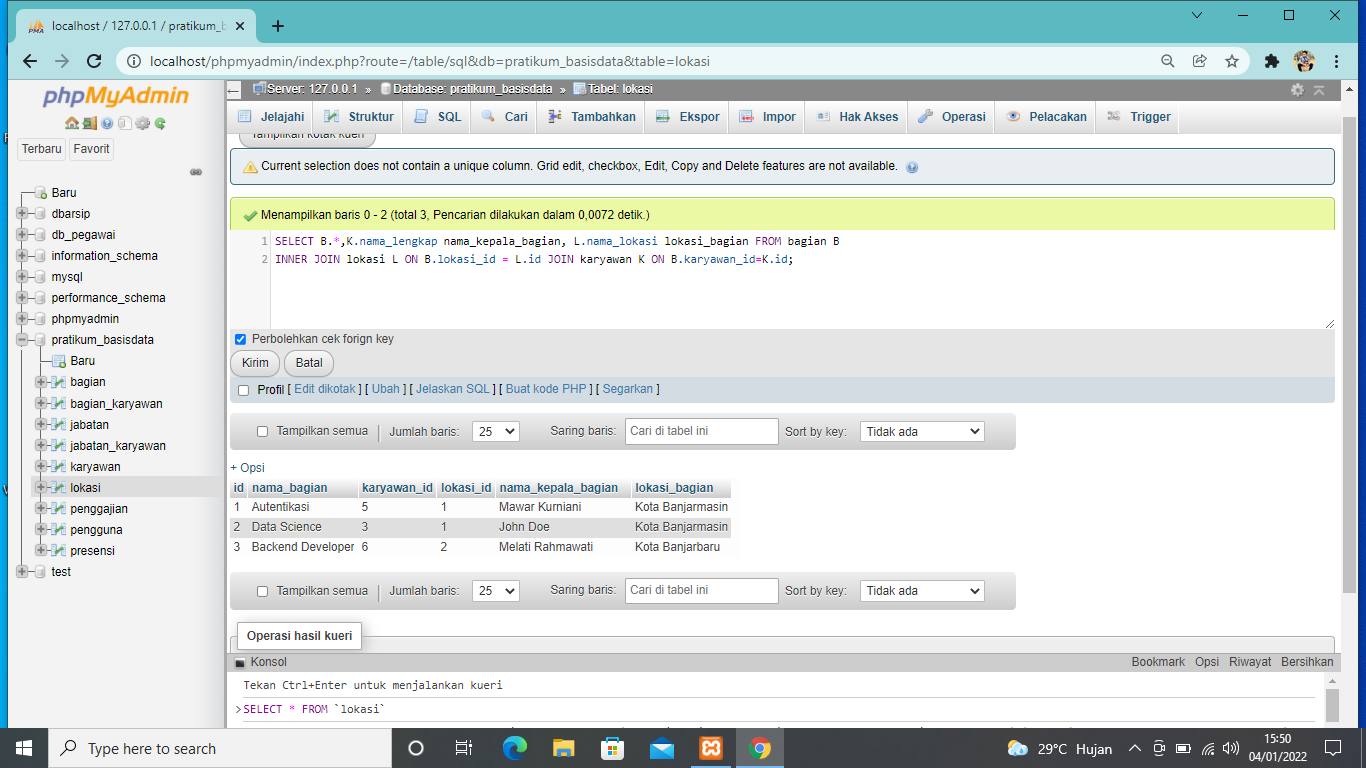 localhost / 127.0.0.1 / pratikum_b
localhost/phpmyadmin/index.php?route=/table/sql&db=pratikum_basisdata&table=lokasi
phpMyAdmin
Terbaru Favorit
Baru
dbarsip
db_pegawai
information_schema
mysql
performance_schema
phpmyadmin
pratikum_basisdata
Baru
bagian
bagian_karyawan
jabatan
jabatan_karyawan
karyawan
lokasi
penggajian
pengguna
presensi
test
Server: 127.0.0.1 » Database: pratikum_basisdata » Tabel: lokasi
Jelajahi Struktur SQL Cari Tambahkan Ekspor Impor Hak Akses Operasi Pelacakan Trigger
Tampilkan kotak kueri
Current selection does not contain a unique column. Grid edit, checkbox, Edit, Copy and Delete features are not available.
Menampilkan baris 0 - 2 (total 3, Pencarian dilakukan dalam 0,0072 detik.)
1 SELECT B.*,K.nama_lengkap nama_kepala_bagian, L.nama_lokasi lokasi_bagian FROM bagian B
2 INNER JOIN lokasi L ON B.lokasi_id = L.id JOIN karyawan K ON B.karyawan_id=K.id;
Perbolehkan cek forign key
Kirim Batal
Profil [ Edit dikotak ] [ Ubah ] [ Jelaskan SQL ] [ Buat kode PHP ] [ Segarkan ]
Tampilkan semua | Jumlah baris: 25 Saring baris: Cari di tabel ini Sort by key: Tidak ada
+ Opsi
id nama_bagian karyawan_id lokasi_id nama_kepala_bagian lokasi_bagian
1 Autentikasi 5 1 Mawar Kurniani Kota Banjarmasin
2 Data Science 3 1 John Doe Kota Banjarmasin
3 Backend Developer 6 2 Melati Rahmawati Kota Banjarbaru
Tampilkan semua | Jumlah baris: 25 Saring baris: Cari di tabel ini Sort by key: Tidak ada
Operasi hasil kueri
Konsol Bookmark Opsi Riwayat Bersihkan
Tekan Ctrl+Enter untuk menjalankan kueri
>SELECT * FROM `lokasi`
Type here to search
29°C Hujan
15:50
04/01/2022